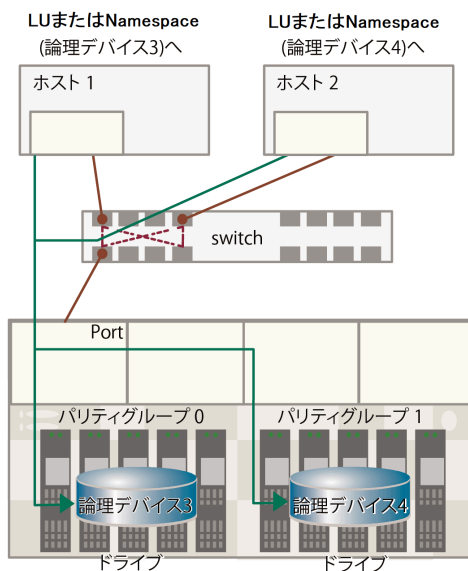 LUまたはNamespace
(論理デバイス3)へ
LUまたはNamespace
(論理デバイス4)へ
ホスト 1
ホスト 2
switch
Port
パリティグループ 0
パリティグループ 1
論理デバイス3
論理デバイス4
ドライブ
ドライブ